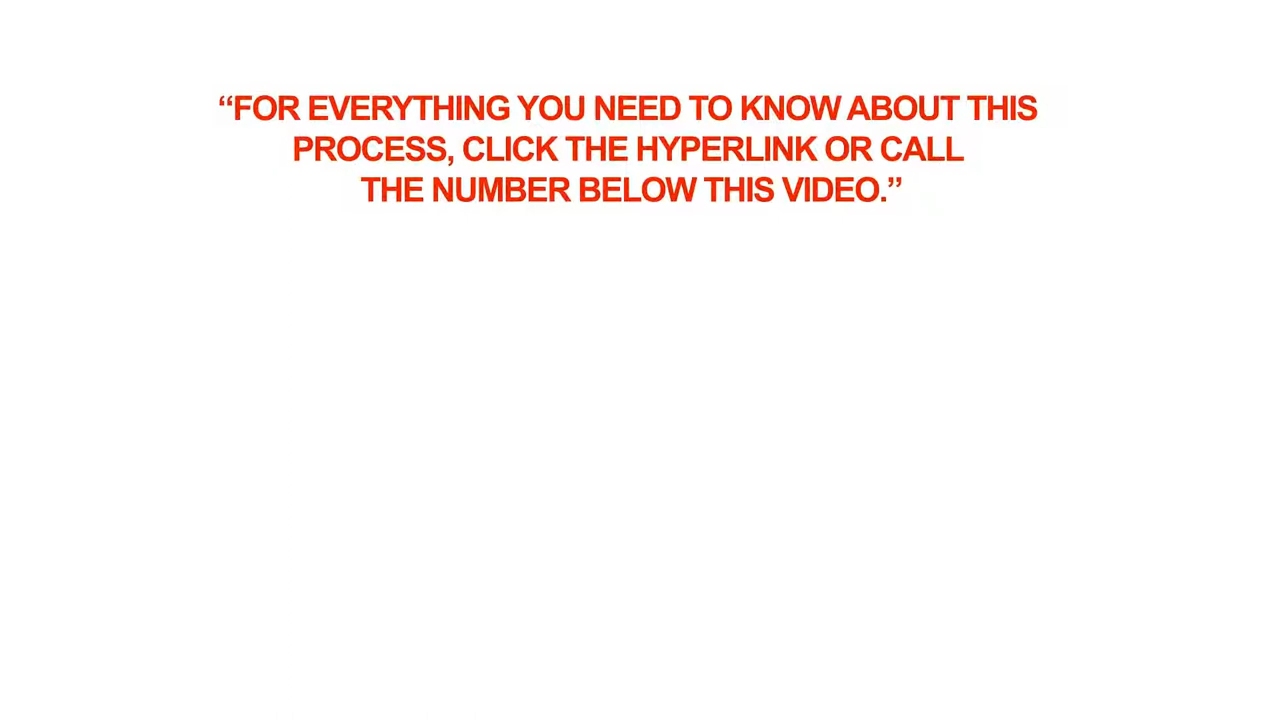 “FOR EVERYTHING YOU NEED TO KNOW ABOUT THIS
PROCESS, CLICK THE HYPERLINK OR CALL
THE NUMBER BELOW THIS VIDEO.”